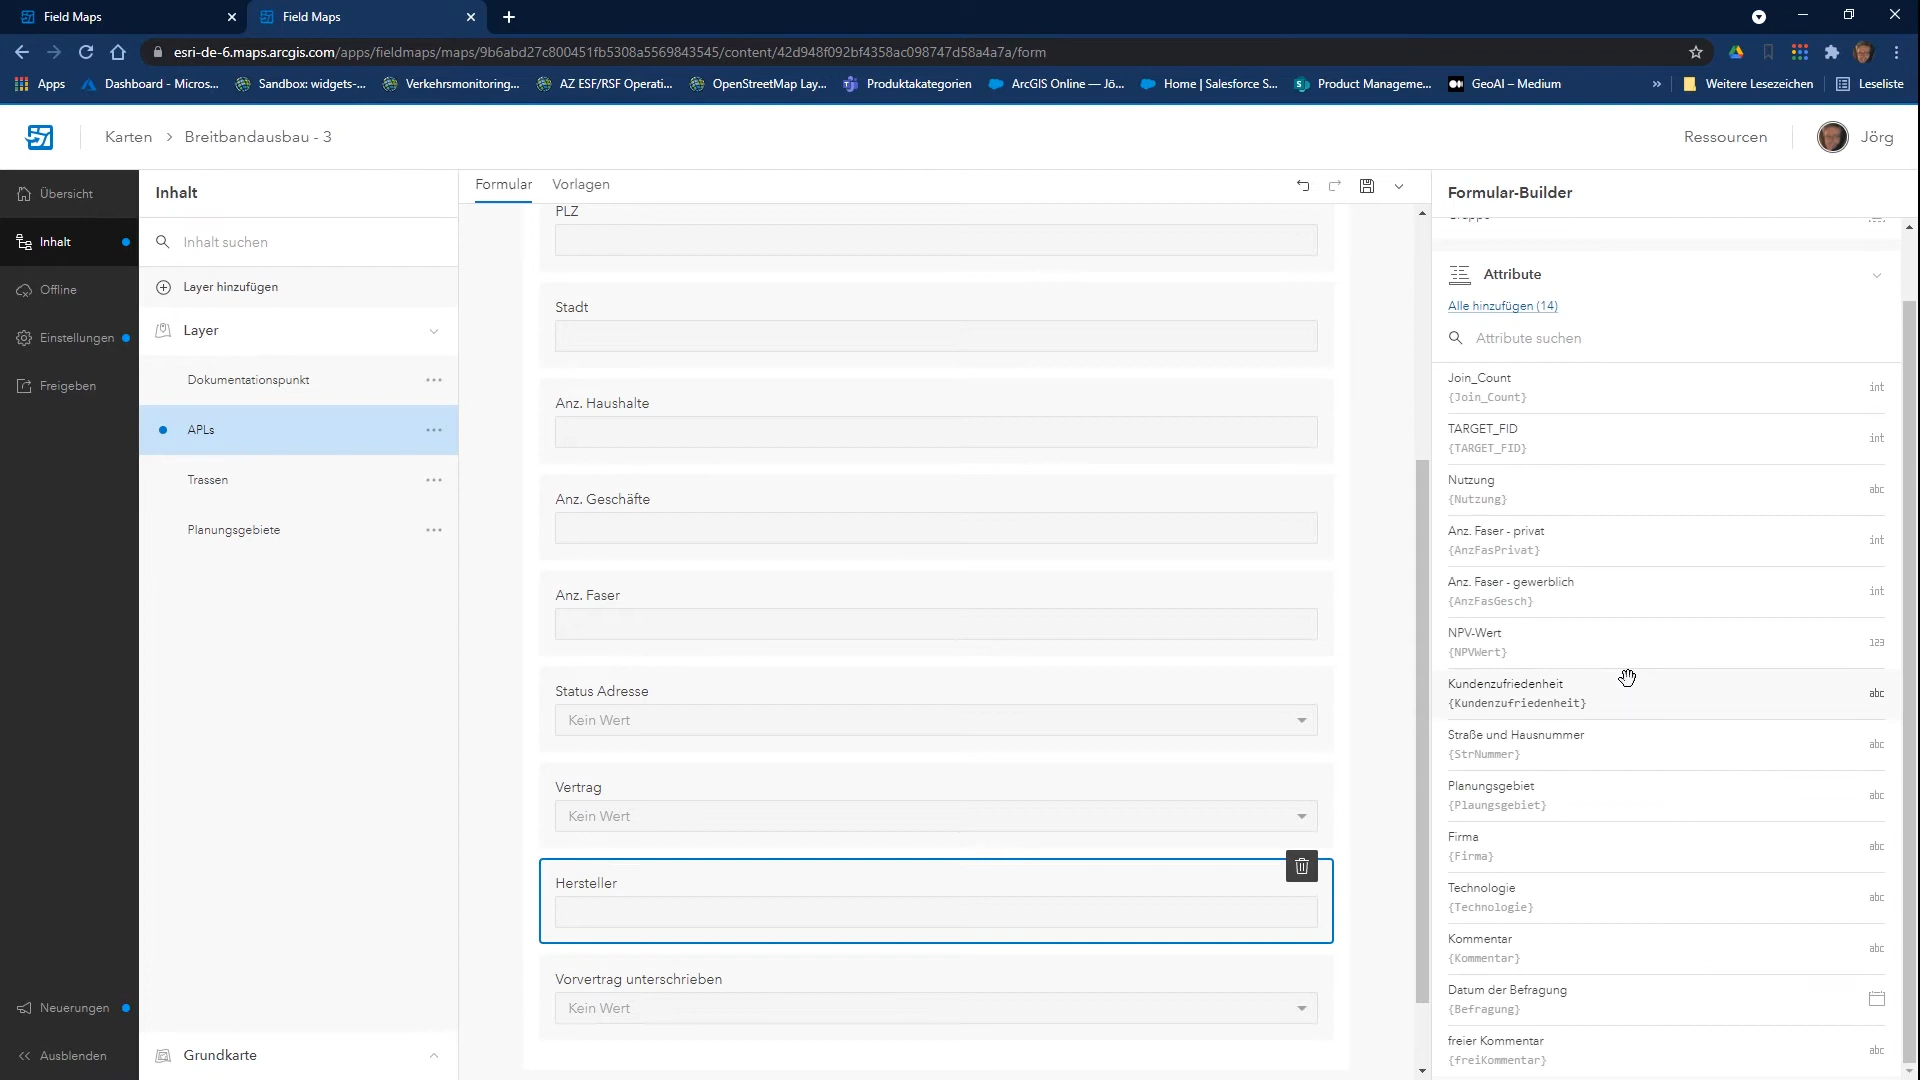 Field Maps
Field Maps
esri-de-6.maps.arcgis.com/apps/fieldmaps/maps/9b6abd27c800451fb5308a5569843545/content/42d948f092bf4358ac098747d58a4a7a/form
Apps
Dashboard - Micros...
Sandbox: widgets-...
Verkehrsmonitoring...
AZ ESF/RSF Operati...
OpenStreetMap Lay...
Produktakategorien
ArcGIS Online — Jö...
Home | Salesforce S...
Product Manageme...
GeoAI – Medium
»
Weitere Lesezeichen
Leseliste
Karten > Breitbandausbau - 3
Ressourcen
Jörg
Übersicht
Inhalt
Offline
Einstellungen
Freigeben
Neuerungen
Ausblenden
Inhalt
Inhalt suchen
Layer hinzufügen
Layer
Dokumentationspunkt
APLs
Trassen
Planungsgebiete
Grundkarte
Formular
Vorlagen
PLZ
Stadt
Anz. Haushalte
Anz. Geschäfte
Anz. Faser
Status Adresse
Kein Wert
Vertrag
Kein Wert
Hersteller
Vorvertrag unterschrieben
Kein Wert
Formular-Builder
Attribute
Alle hinzufügen (14)
Attribute suchen
Join_Count
{Join_Count}
int
TARGET_FID
{TARGET_FID}
int
Nutzung
{Nutzung}
abc
Anz. Faser - privat
{AnzFasPrivat}
int
Anz. Faser - gewerblich
{AnzFasGesch}
int
NPV-Wert
{NPVWert}
123
Kundenzufriedenheit
{Kundenzufriedenheit}
abc
Straße und Hausnummer
{StrNummer}
abc
Planungsgebiet
{Plaungsgebiet}
abc
Firma
{Firma}
abc
Technologie
{Technologie}
abc
Kommentar
{Kommentar}
abc
Datum der Befragung
{Befragung}
freier Kommentar
{freiKommentar}
abc